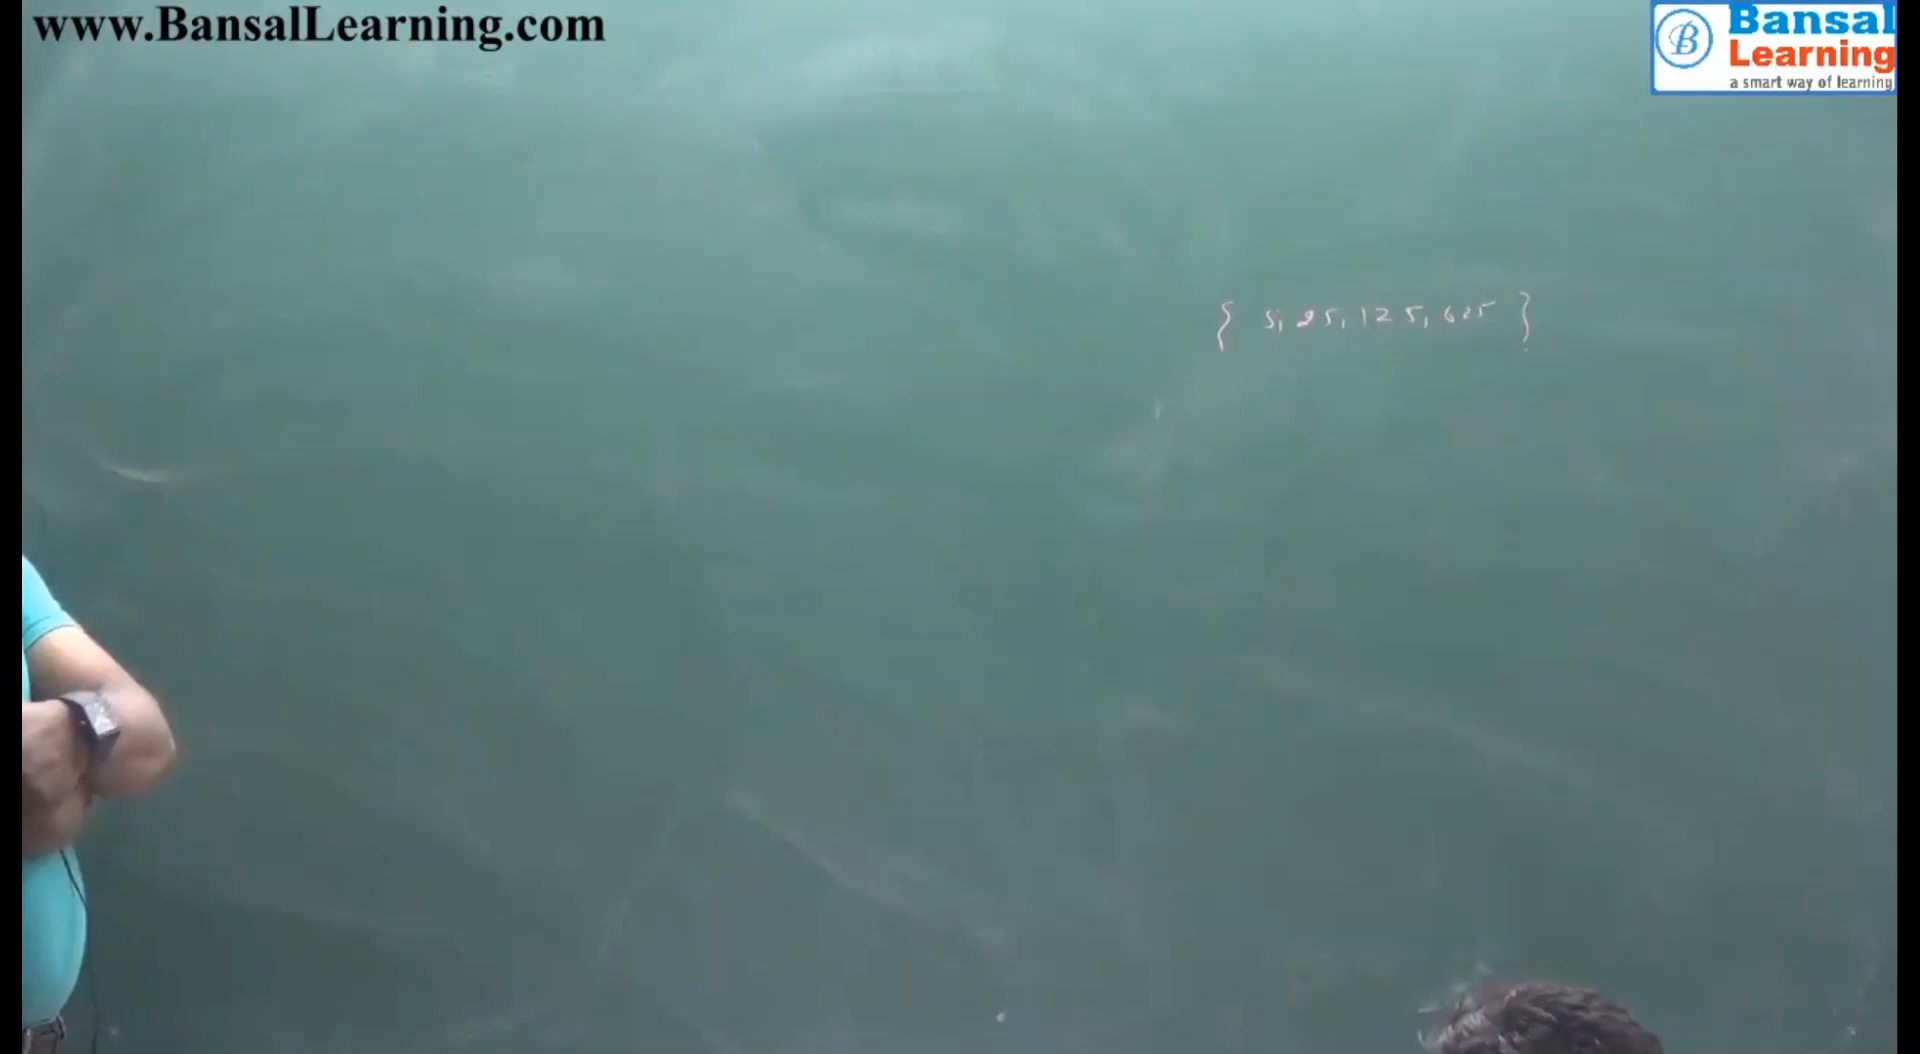 www.BansalLearning.com
B
Bansal
Learning
a smart way of learning
{ 5, 25, 125, 625 }